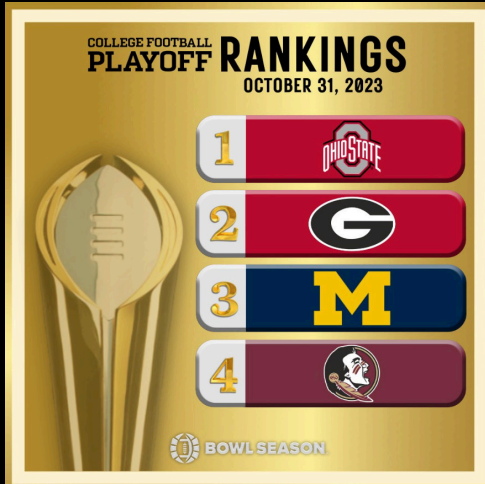 COLLEGE FOOTBALL
PLAYOFF RANKINGS
OCTOBER 31, 2023
1 OHIO STATE
2 G
3 M
4
BOWL SEASON